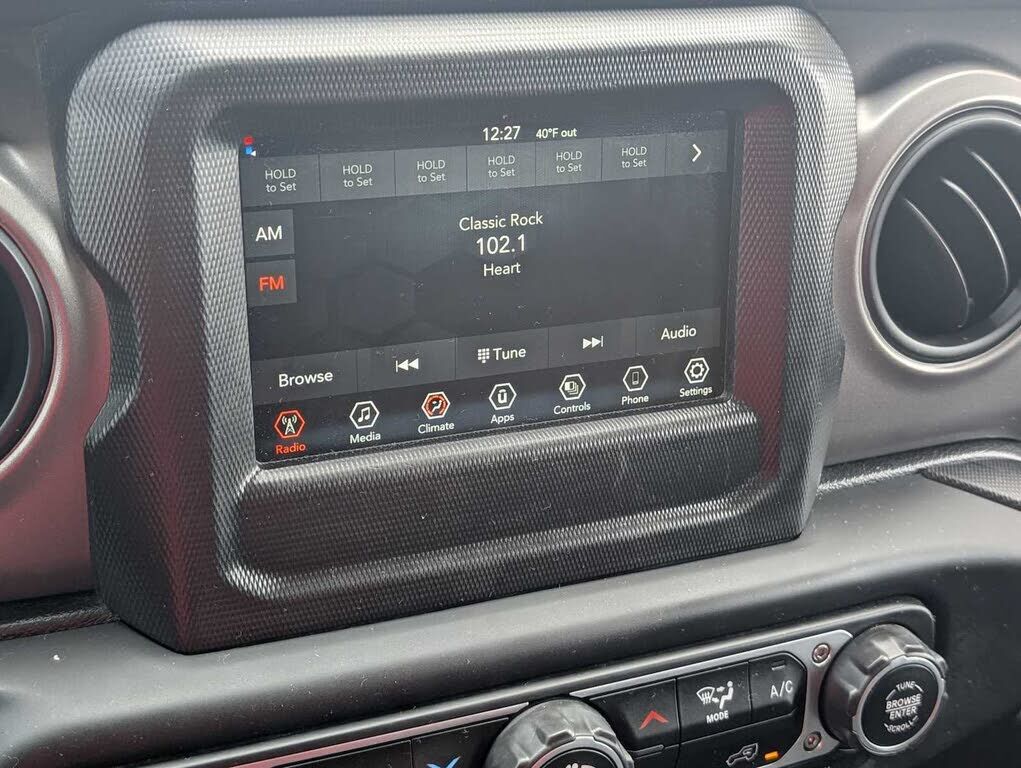 12:27 40°F out
HOLD to Set HOLD to Set HOLD to Set HOLD to Set HOLD to Set HOLD to Set
AM
Classic Rock
102.1
Heart
FM
Browse Tune Audio
Radio Media Climate Apps Controls Phone Settings
MODE
A/C
TUNE
BROWSE
ENTER
SCROLL